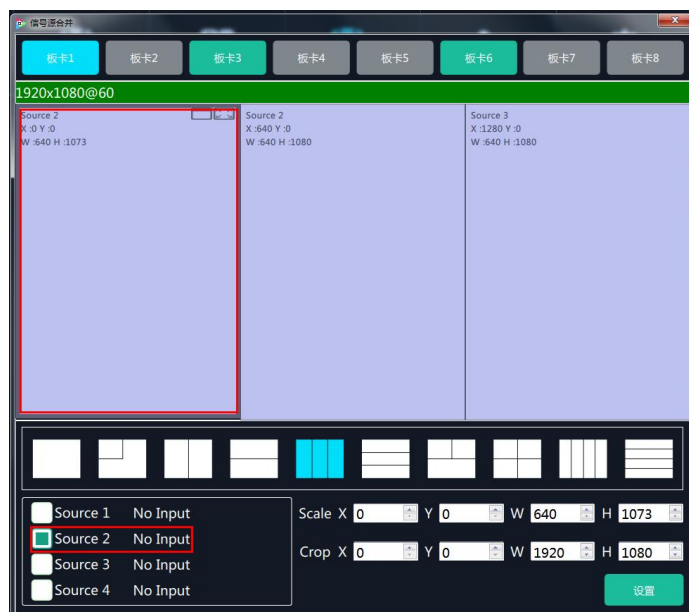 信号源合并
板卡1 板卡2 板卡3 板卡4 板卡5 板卡6 板卡7 板卡8
1920x1080@60
Source 2
X :0 Y :0
W :640 H :1073
Source 2
X :640 Y :0
W :640 H :1080
Source 3
X :1280 Y :0
W :640 H :1080
Source 1 No Input
Source 2 No Input
Source 3 No Input
Source 4 No Input
Scale X 0 Y 0 W 640 H 1073
Crop X 0 Y 0 W 1920 H 1080
设置